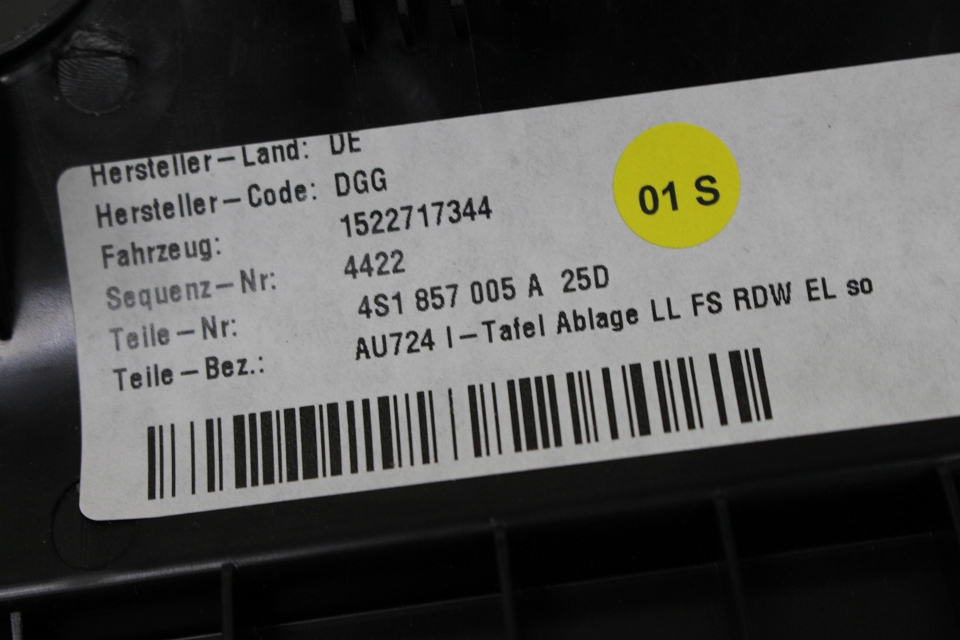 Hersteller-Land: DE
Hersteller-Code: DGG
Fahrzeug: 1522717344
Sequenz-Nr: 4422
Teile-Nr: 4S1 857 005 A 25D
Teile-Bez.: AU724 I-Tafel Ablage LL FS RDW EL so
01 S